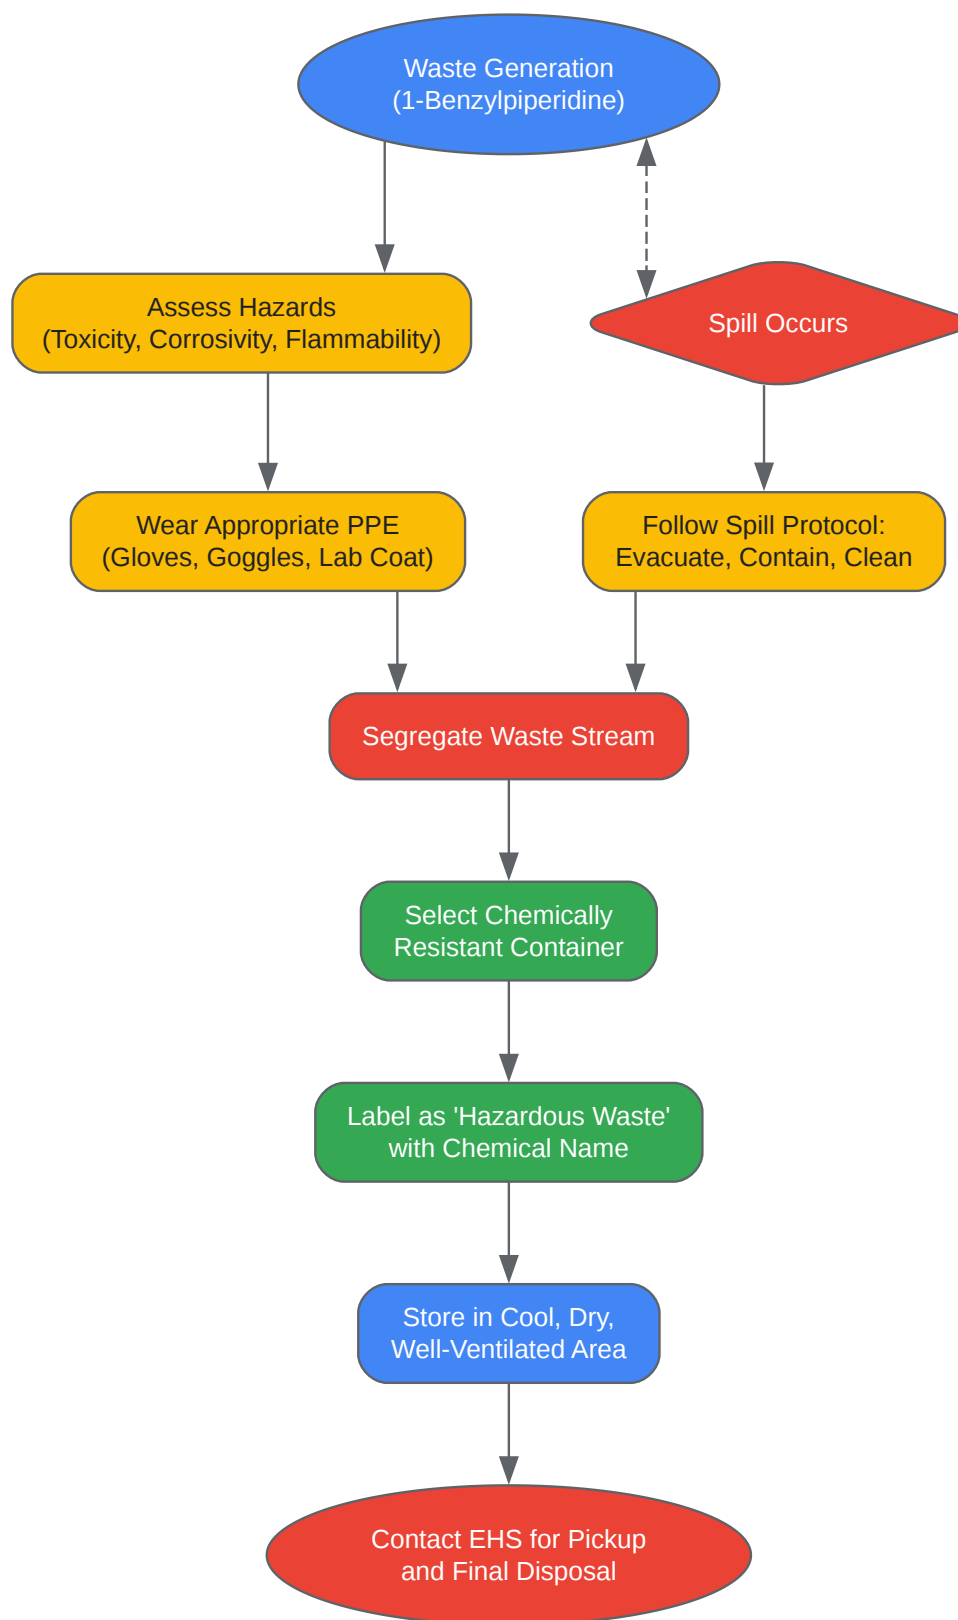 Waste Generation
(1-Benzylpiperidine)
Assess Hazards
(Toxicity, Corrosivity, Flammability)
Spill Occurs
Wear Appropriate PPE
(Gloves, Goggles, Lab Coat)
Follow Spill Protocol:
Evacuate, Contain, Clean
Segregate Waste Stream
Select Chemically
Resistant Container
Label as 'Hazardous Waste'
with Chemical Name
Store in Cool, Dry,
Well-Ventilated Area
Contact EHS for Pickup
and Final Disposal